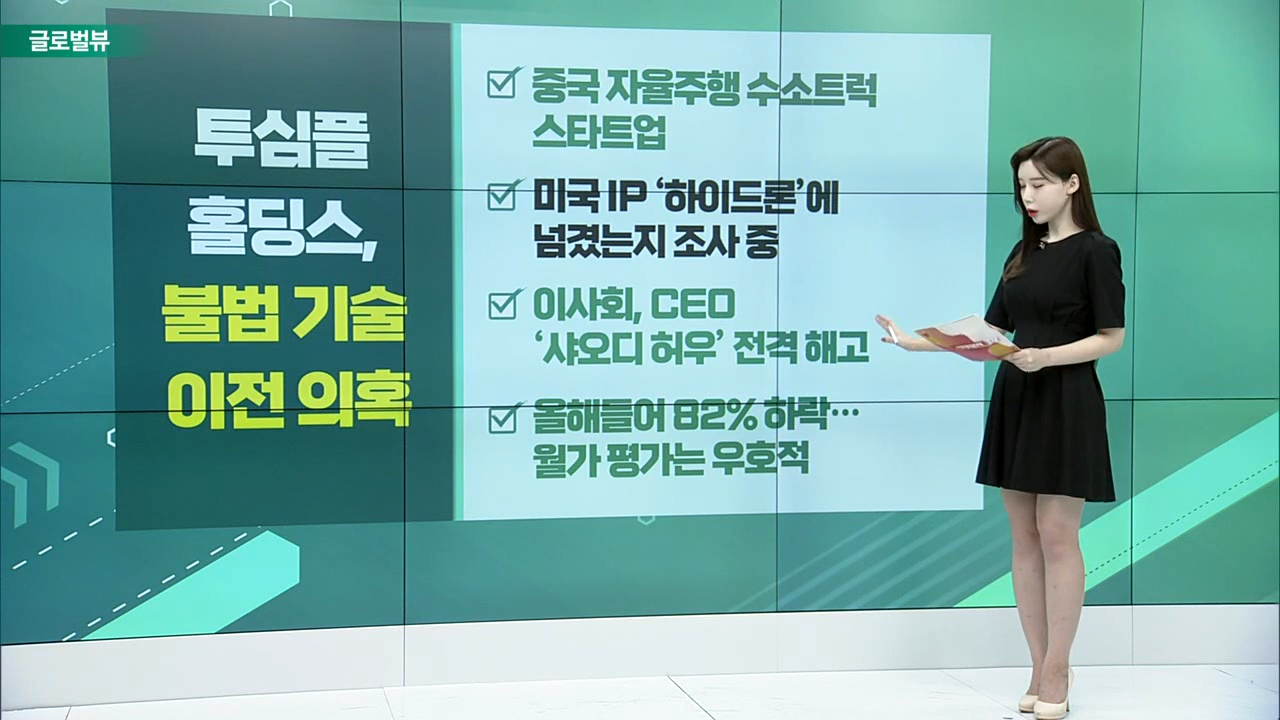 글로벌뷰
투심플
홀딩스,
불법 기술
이전 의혹
중국 자율주행 수소트럭
스타트업
미국 IP ‘하이드론’에
넘겼는지 조사 중
이사회, CEO
‘샤오디 허우’ 전격 해고
올해들어 82% 하락…
월가 평가는 우호적